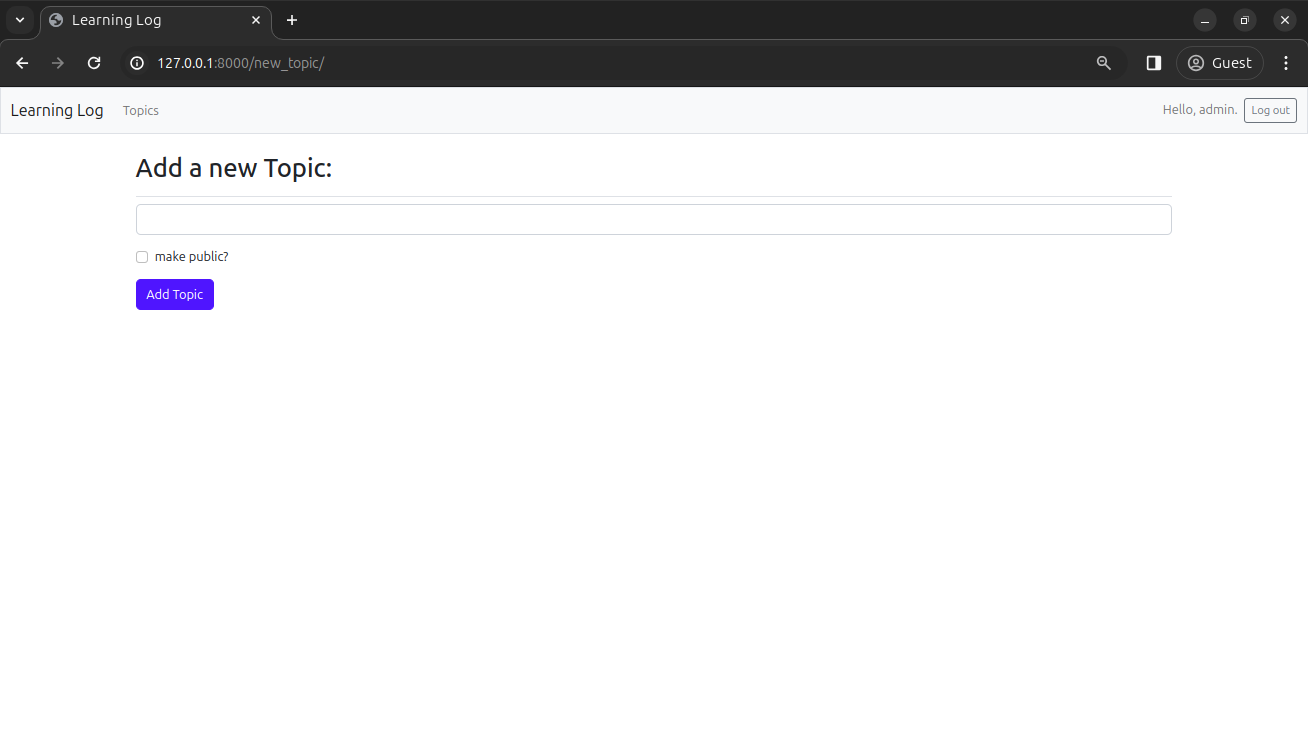 Learning Log
127.0.0.1:8000/new_topic/
Guest
Learning Log Topics Hello, admin. Log out
Add a new Topic:
make public?
Add Topic